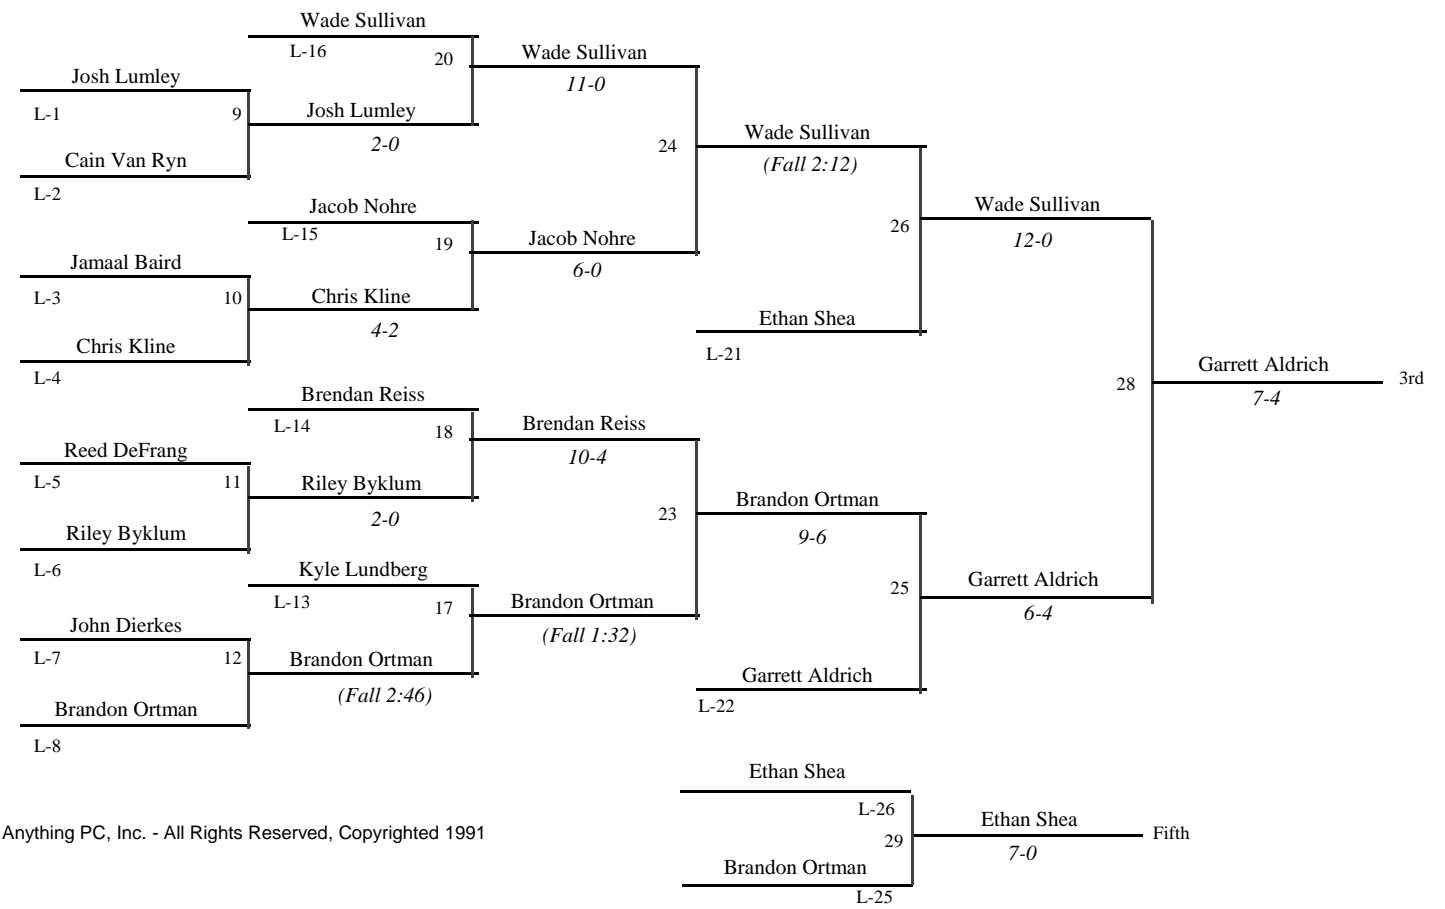 Wade Sullivan
L-16
20
Wade Sullivan
11-0
Josh Lumley
L-1
9
Josh Lumley
2-0
Cain Van Ryn
L-2
24
Wade Sullivan
(Fall 2:12)
Jacob Nohre
L-15
19
Jacob Nohre
6-0
Jamaal Baird
L-3
10
Chris Kline
4-2
Chris Kline
L-4
26
Wade Sullivan
12-0
Ethan Shea
L-21
28
Garrett Aldrich
7-4
3rd
Brendan Reiss
L-14
18
Brendan Reiss
10-4
Reed DeFrang
L-5
11
Riley Byklum
2-0
Riley Byklum
L-6
23
Brandon Ortman
9-6
Kyle Lundberg
L-13
17
Brandon Ortman
(Fall 1:32)
John Dierkes
L-7
12
Brandon Ortman
(Fall 2:46)
Brandon Ortman
L-8
25
Garrett Aldrich
6-4
Garrett Aldrich
L-22
Ethan Shea
L-26
29
Ethan Shea
7-0
Fifth
Brandon Ortman
L-25
Anything PC, Inc. - All Rights Reserved, Copyrighted 1991